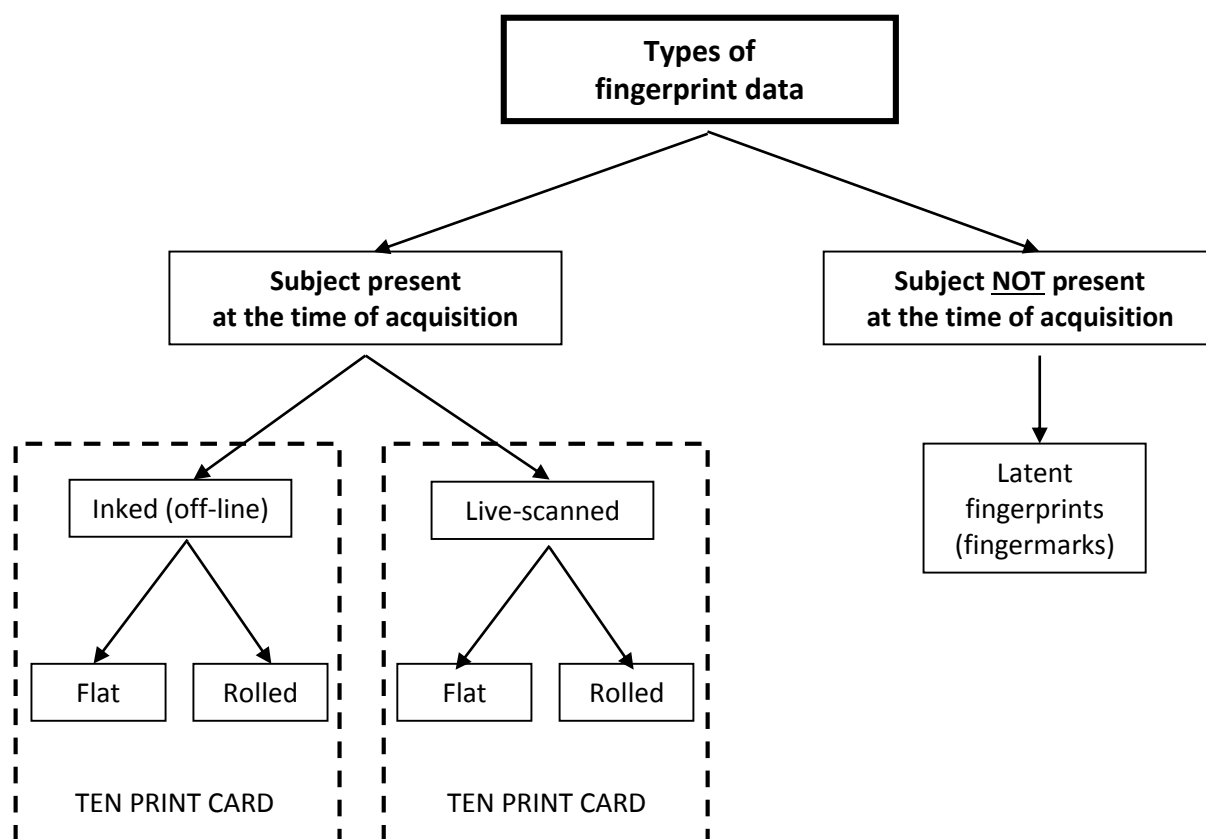 Types of
fingerprint data
Subject present
at the time of acquisition
Subject NOT present
at the time of acquisition
Inked (off-line)
Live-scanned
Latent
fingerprints
(fingermarks)
Flat
Rolled
Flat
Rolled
TEN PRINT CARD
TEN PRINT CARD